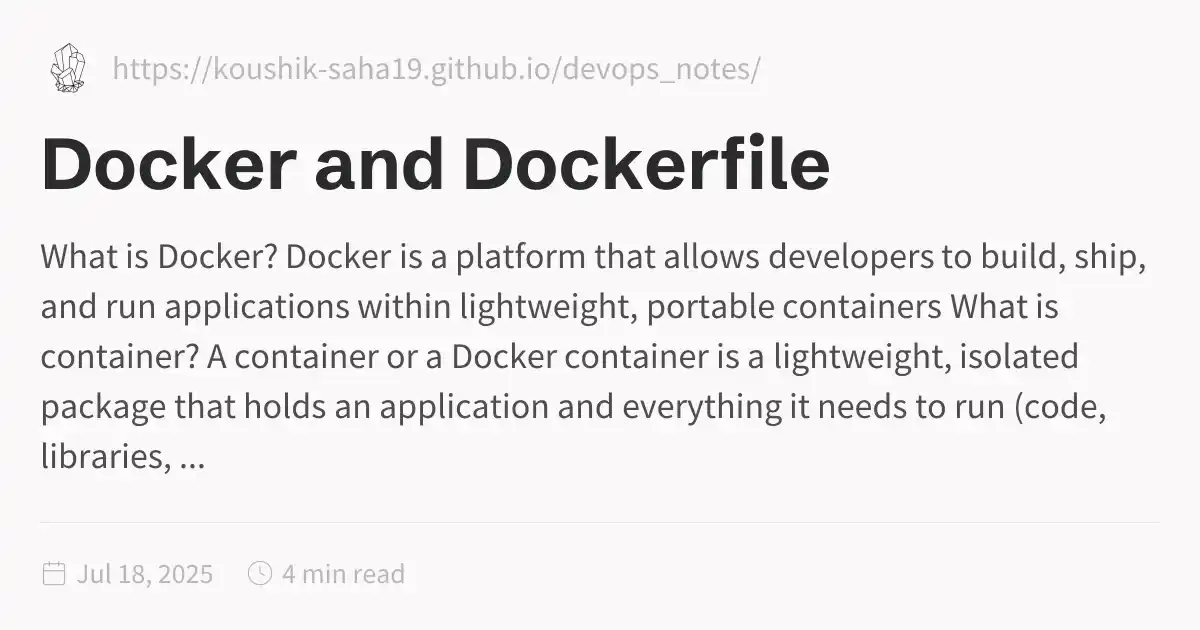 https://koushik-saha19.github.io/devops_notes/
Docker and Dockerfile
What is Docker? Docker is a platform that allows developers to build, ship,
and run applications within lightweight, portable containers What is
container? A container or a Docker container is a lightweight, isolated
package that holds an application and everything it needs to run (code,
libraries, ...
Jul 18, 2025 4 min read